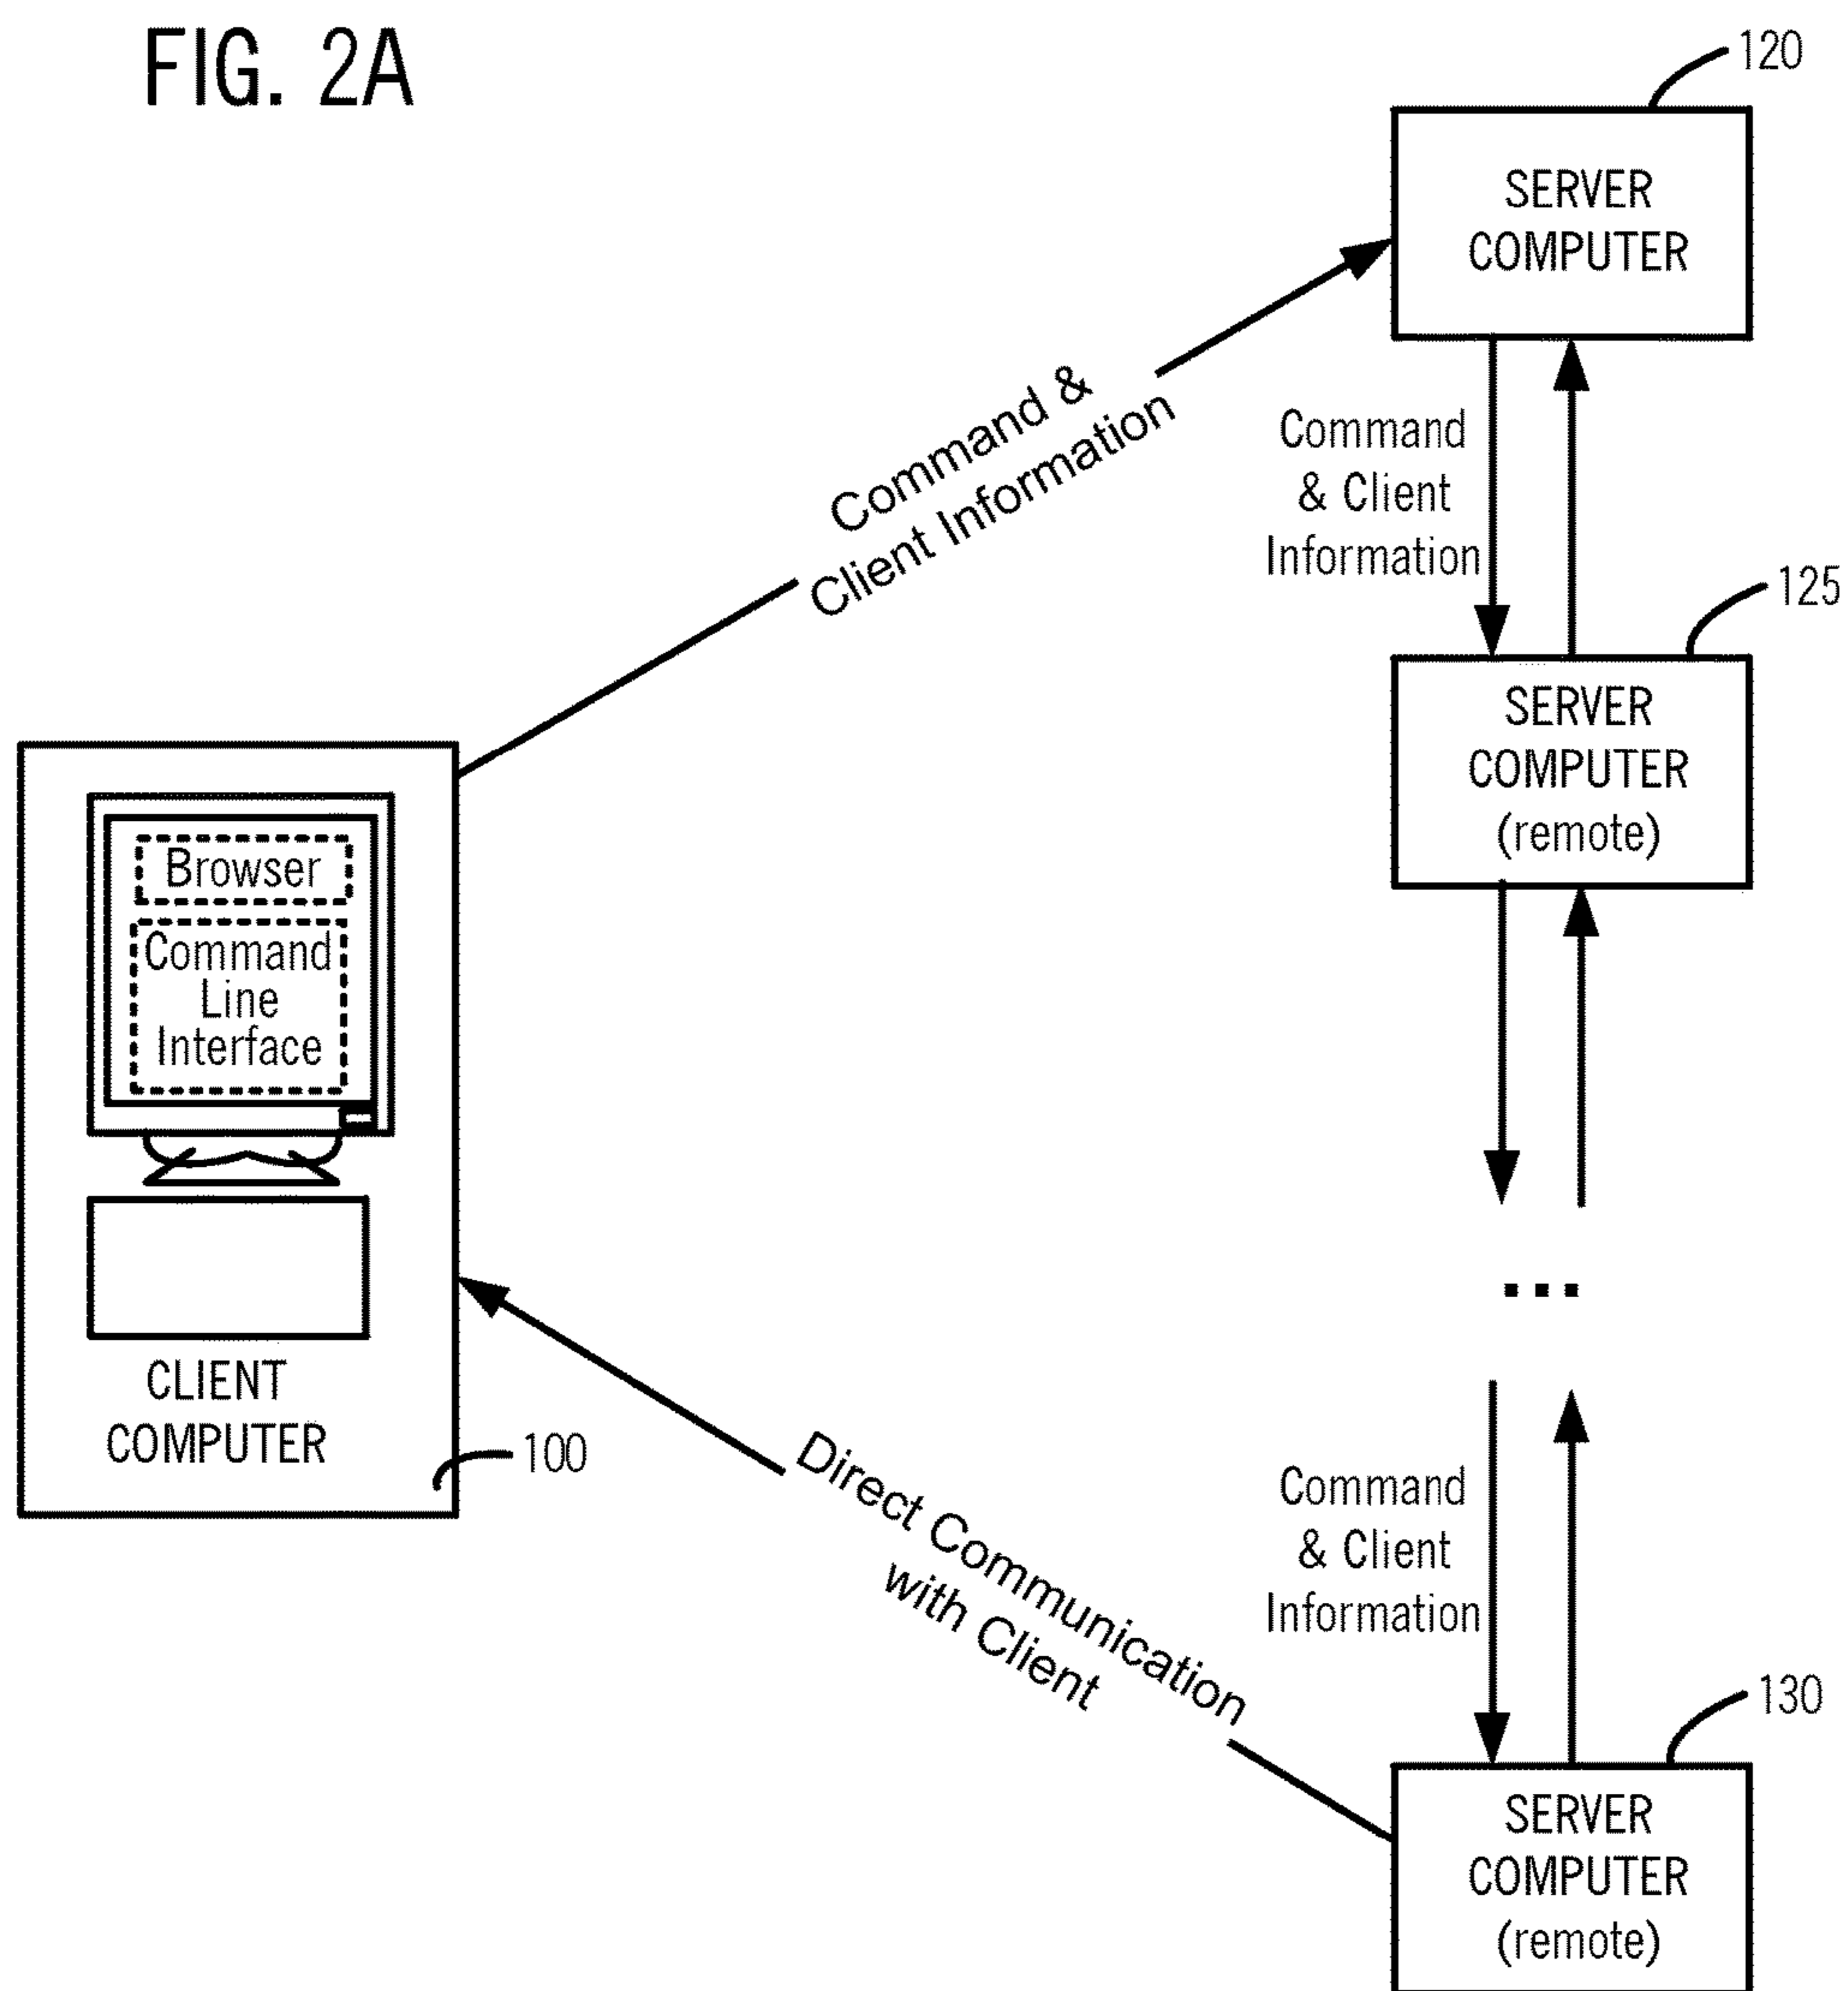 FIG. 2A
120
SERVER
COMPUTER
Command &
Client Information
Command
& Client
Information
125
SERVER
COMPUTER
(remote)
Browser
Command
Line
Interface
CLIENT
COMPUTER
100
...
Direct Communication
with Client
Command
& Client
Information
130
SERVER
COMPUTER
(remote)